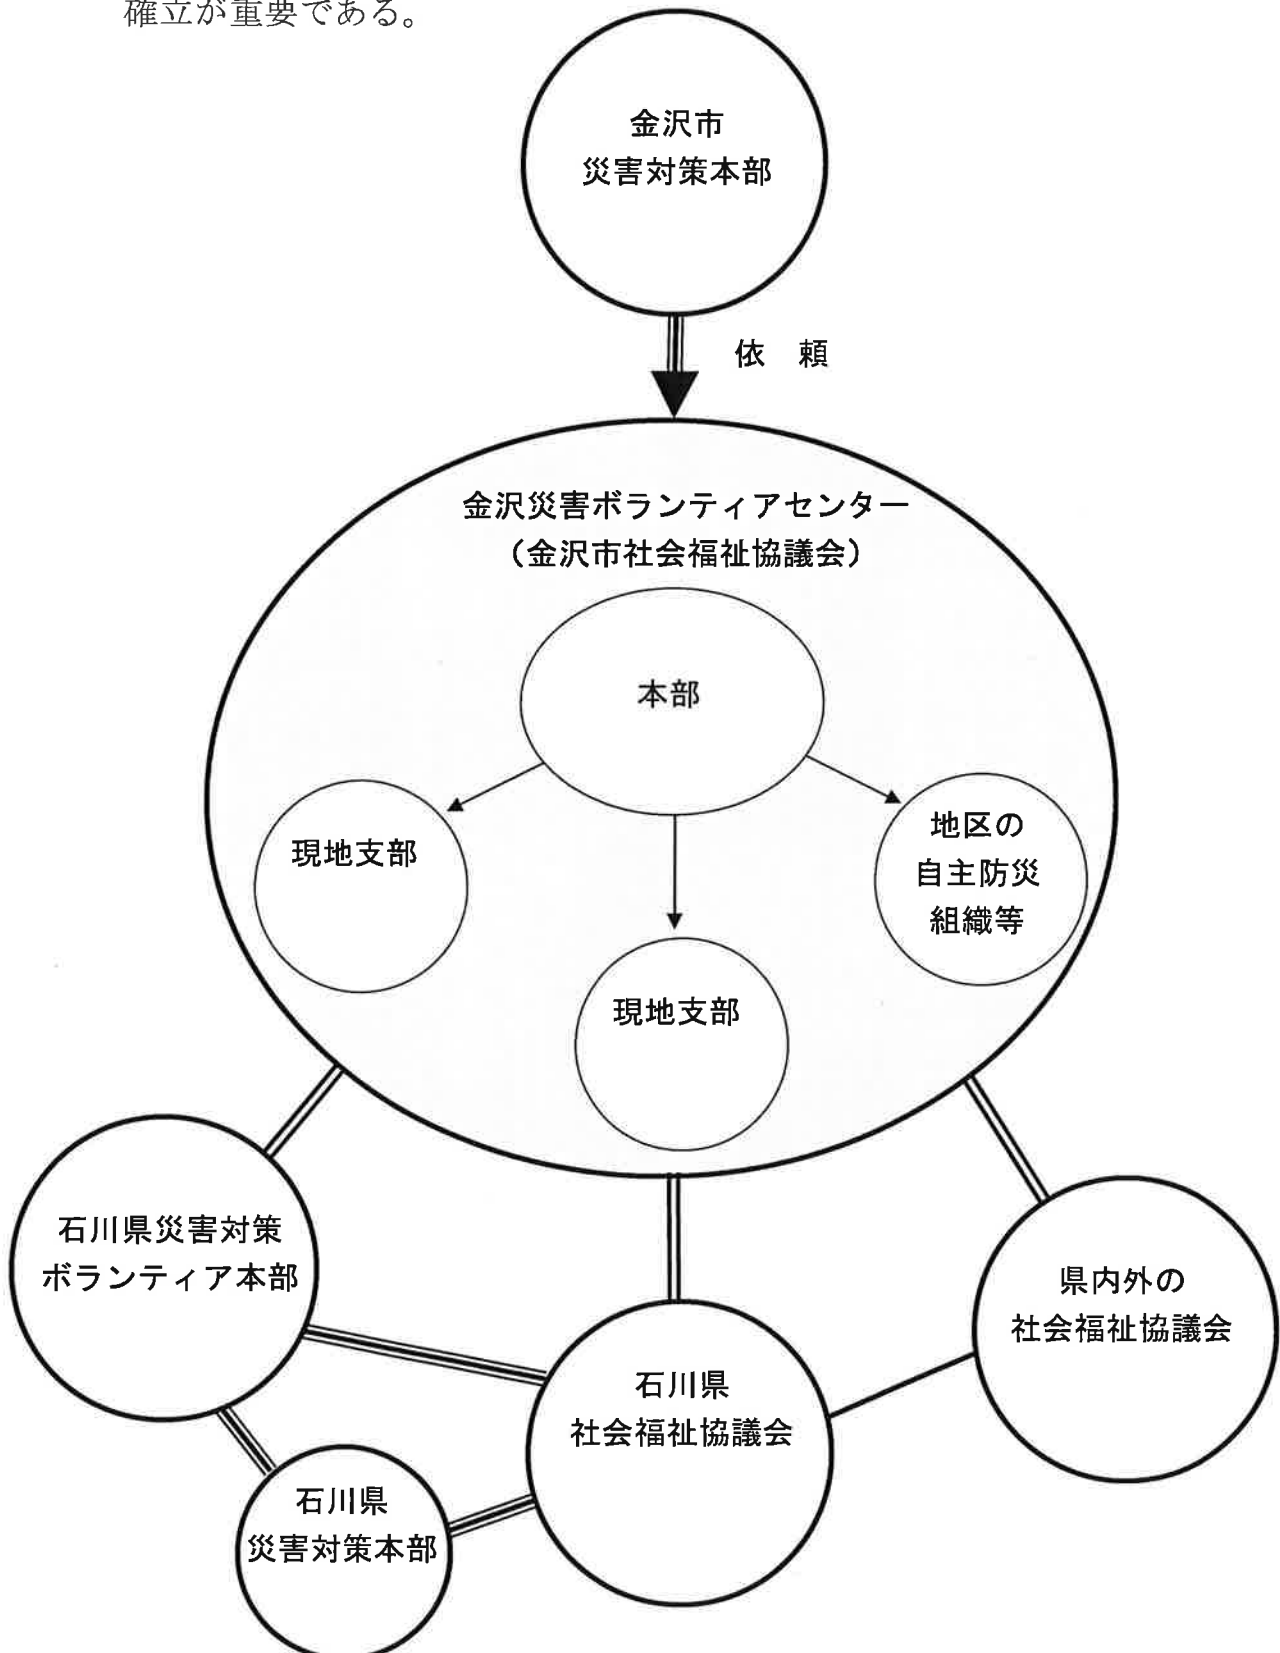 確立が重要である。
金沢市
災害対策本部
依　頼
金沢災害ボランティアセンター
（金沢市社会福祉協議会）
本部
現地支部
地区の
自主防災
組織等
現地支部
石川県災害対策
ボランティア本部
県内外の
社会福祉協議会
石川県
社会福祉協議会
石川県
災害対策本部